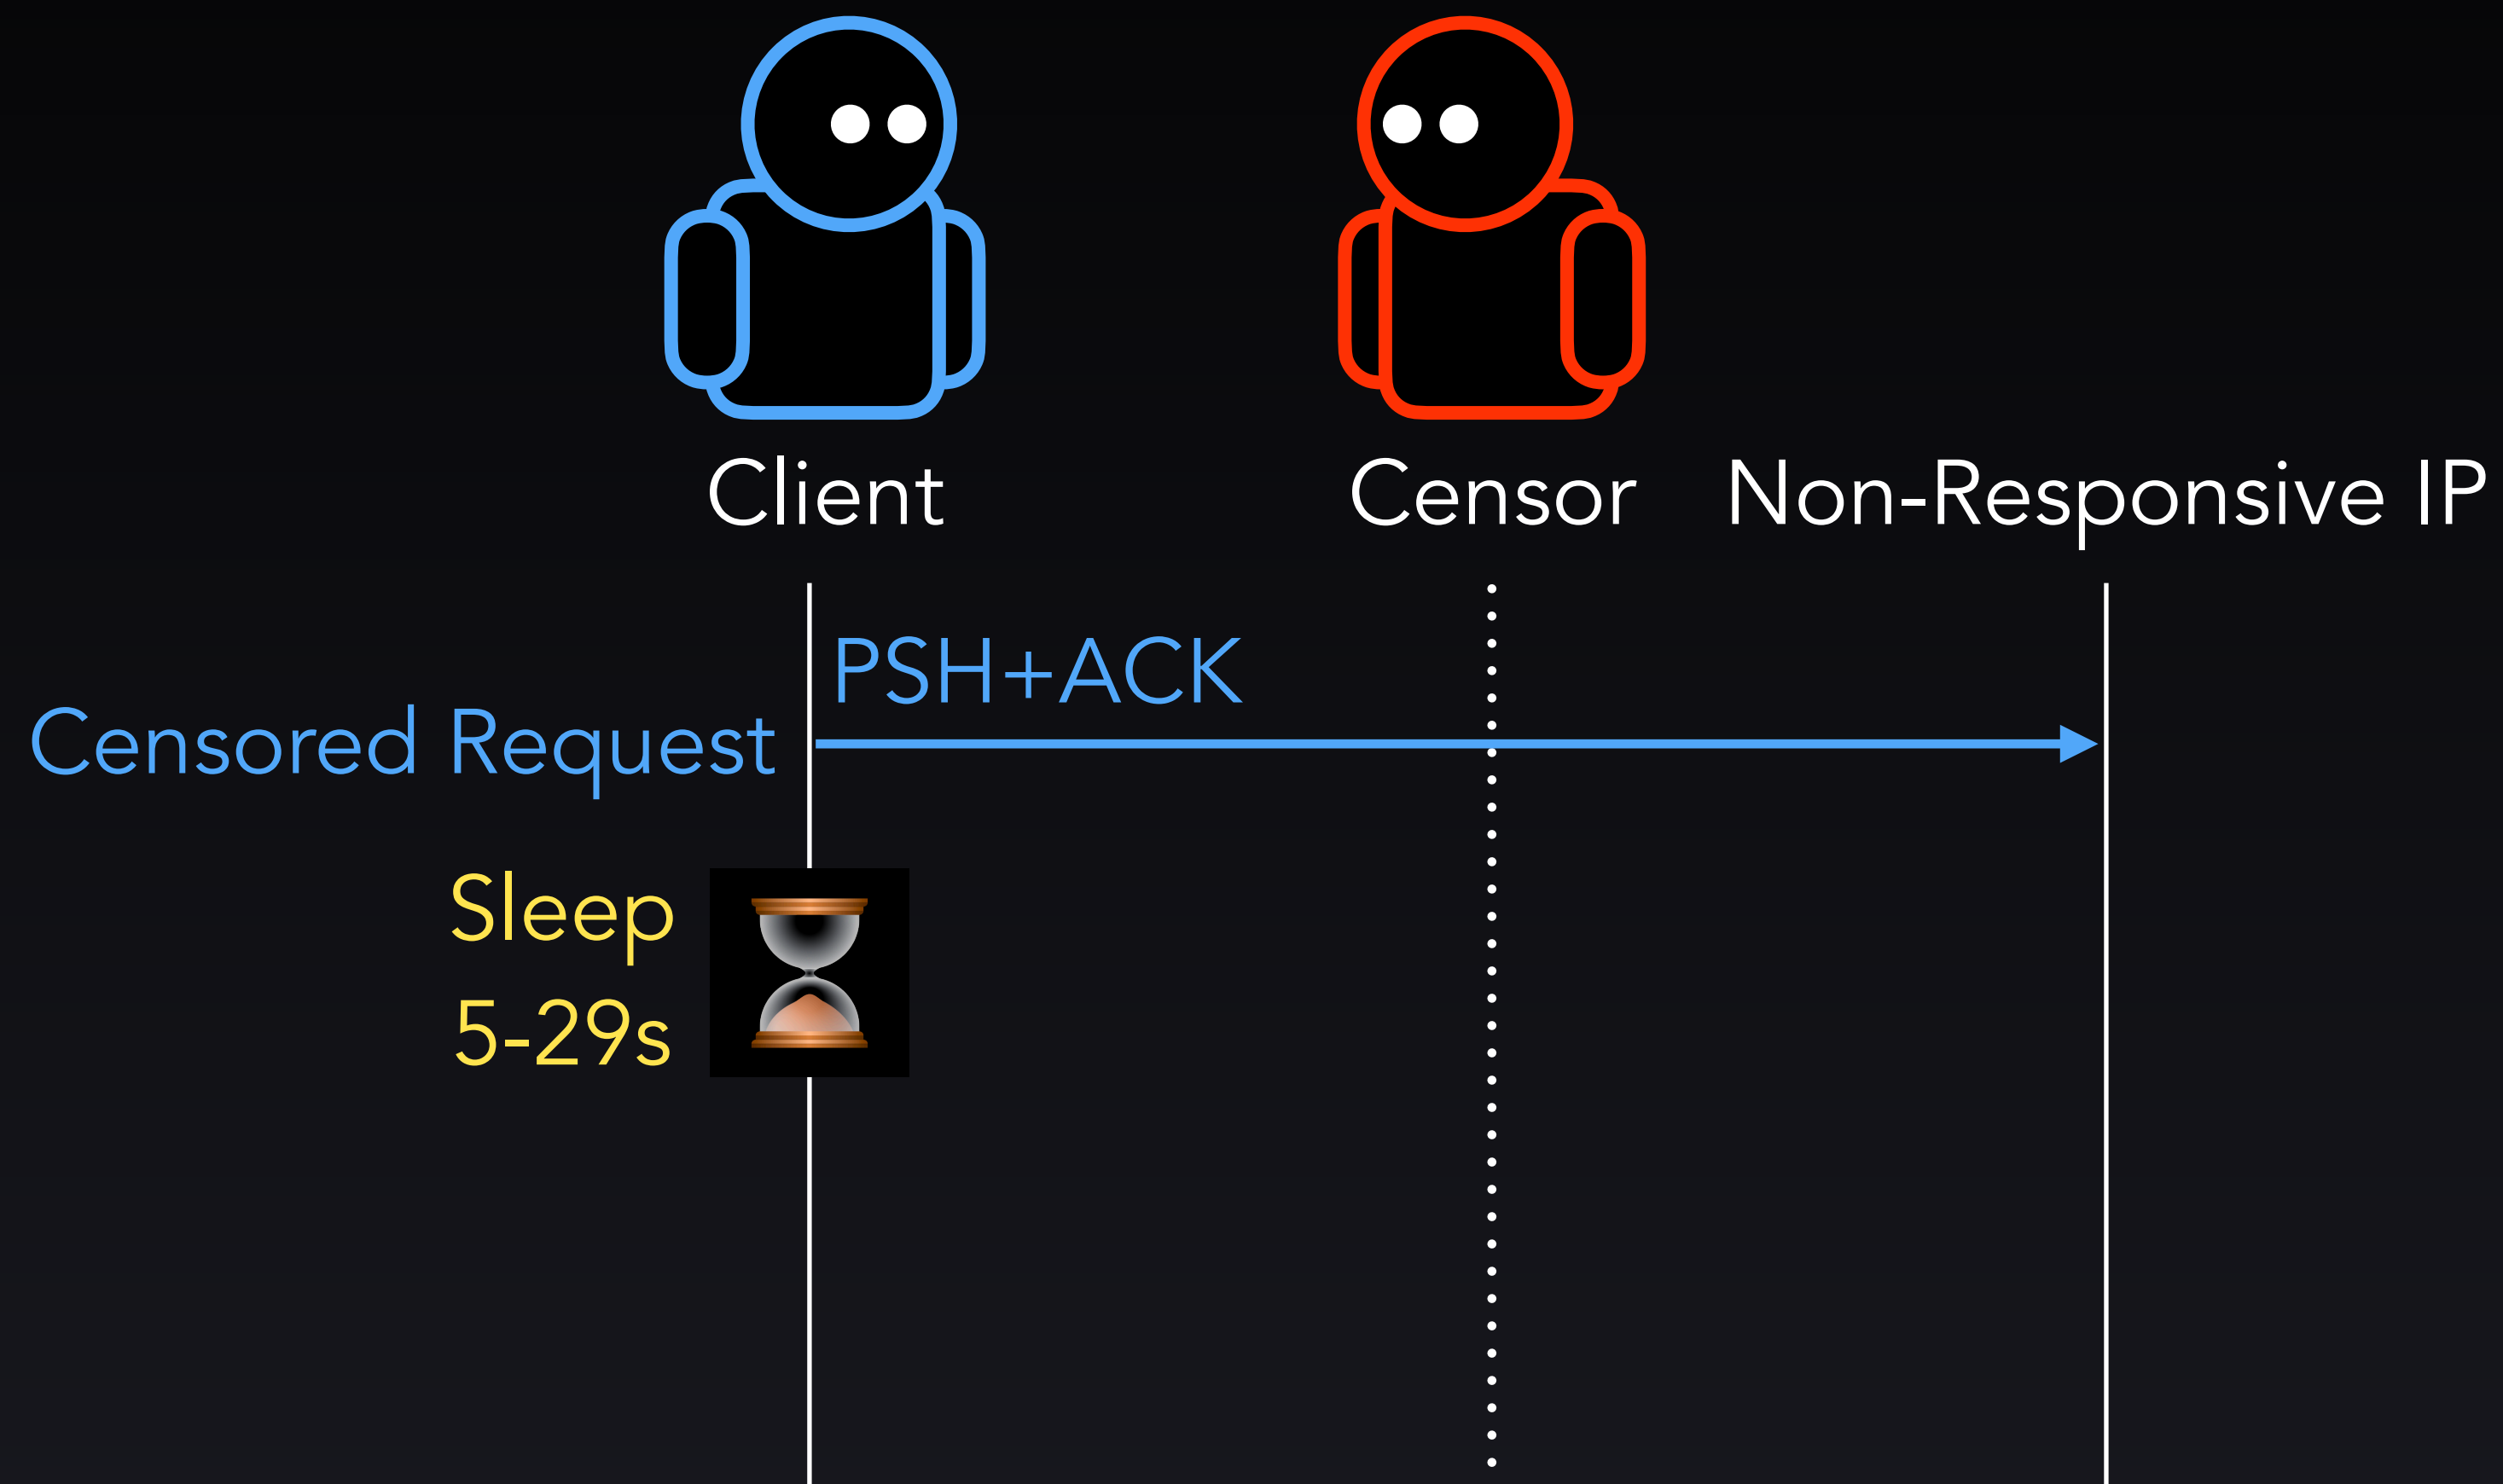 Client
Censor
Non-Responsive IP
PSH+ACK
Censored Request
Sleep
5-29s